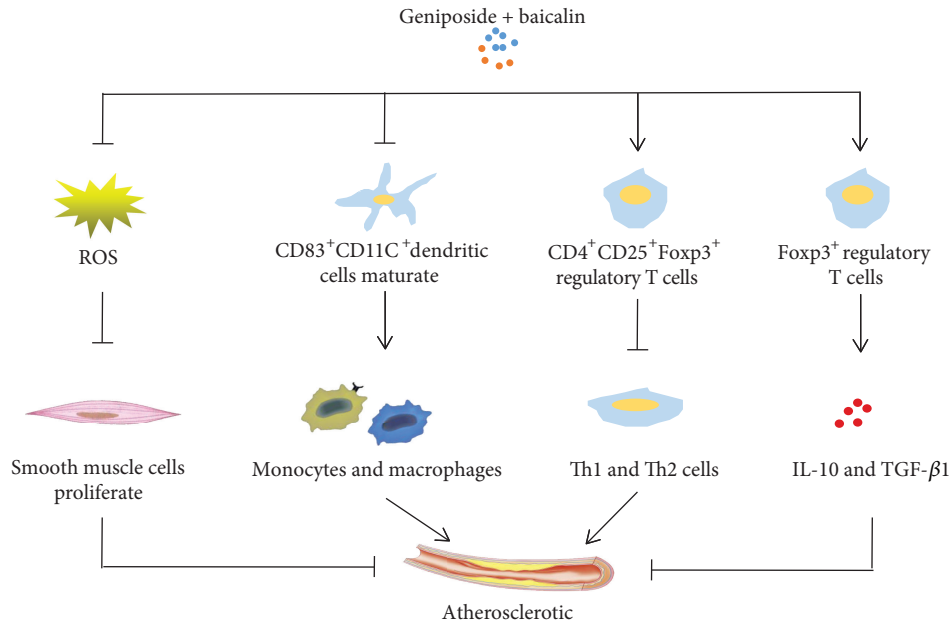 Geniposide + baicalin
ROS
CD83⁺CD11C⁺dendritic
cells maturate
CD4⁺CD25⁺Foxp3⁺
regulatory T cells
Foxp3⁺ regulatory
T cells
Smooth muscle cells
proliferate
Monocytes and macrophages
Th1 and Th2 cells
IL-10 and TGF-β1
Atherosclerotic